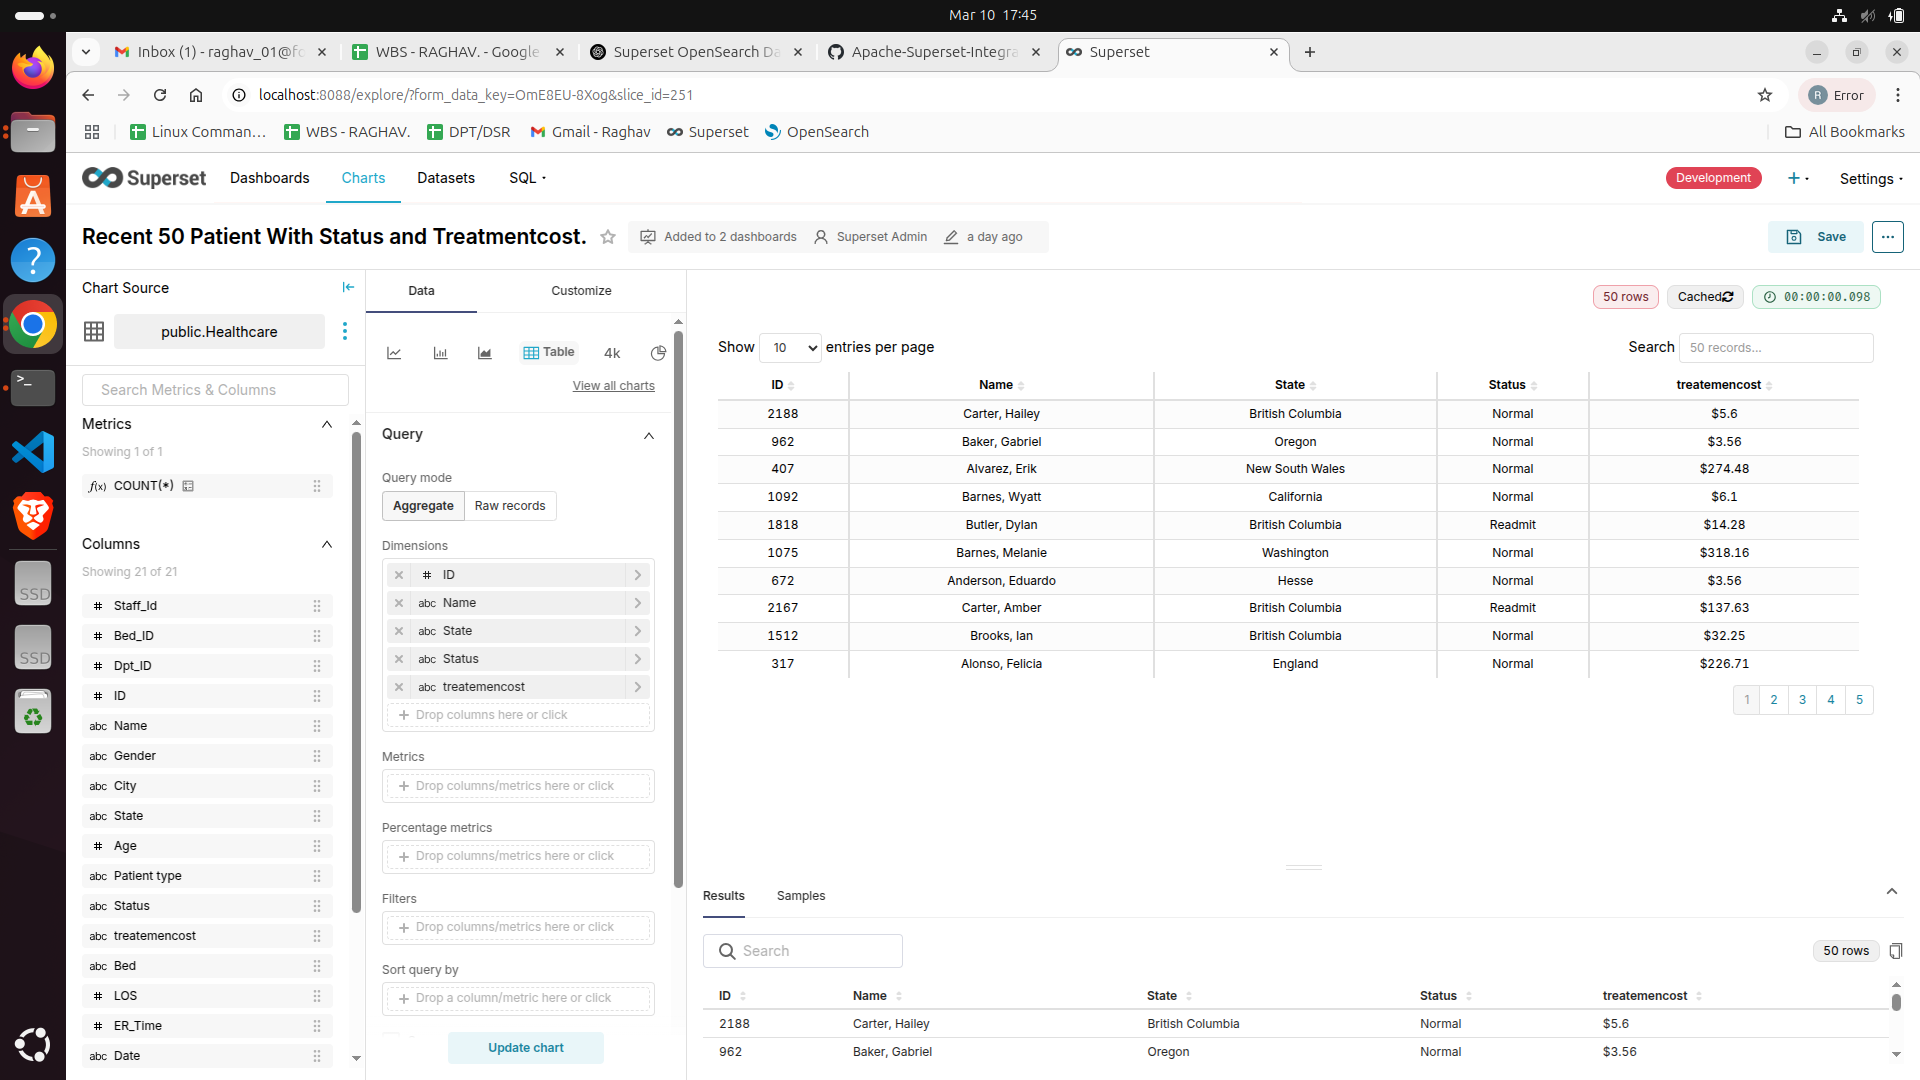 Mar 10 17:45
Inbox (1) - raghav_01@fo
WBS - RAGHAV. - Google
Superset OpenSearch Da
Apache-Superset-Integra
Superset
localhost:8088/explore/?form_data_key=OmE8EU-8Xog&slice_id=251
R Error
Linux Comman...
WBS - RAGHAV.
DPT/DSR
Gmail - Raghav
Superset
OpenSearch
All Bookmarks
Superset
Dashboards
Charts
Datasets
SQL
Development
Settings
Recent 50 Patient With Status and Treatmentcost.
Added to 2 dashboards
Superset Admin
a day ago
Save
Chart Source
public.Healthcare
Search Metrics & Columns
Metrics
Showing 1 of 1
f(x) COUNT(*)
Columns
Showing 21 of 21
# Staff_Id
# Bed_ID
# Dpt_ID
# ID
abc Name
abc Gender
abc City
abc State
# Age
abc Patient type
abc Status
abc treatemencost
abc Bed
# LOS
# ER_Time
abc Date
Data
Customize
Table
4k
View all charts
Query
Query mode
Aggregate
Raw records
Dimensions
# ID
abc Name
abc State
abc Status
abc treatemencost
+ Drop columns here or click
Metrics
+ Drop columns/metrics here or click
Percentage metrics
+ Drop columns/metrics here or click
Filters
+ Drop columns/metrics here or click
Sort query by
+ Drop a column/metric here or click
Update chart
50 rows
Cached
00:00:00.098
Show 10 entries per page
Search 50 records...
ID Name State Status treatemencost
2188 Carter, Hailey British Columbia Normal $5.6
962 Baker, Gabriel Oregon Normal $3.56
407 Alvarez, Erik New South Wales Normal $274.48
1092 Barnes, Wyatt California Normal $6.1
1818 Butler, Dylan British Columbia Readmit $14.28
1075 Barnes, Melanie Washington Normal $318.16
672 Anderson, Eduardo Hesse Normal $3.56
2167 Carter, Amber British Columbia Readmit $137.63
1512 Brooks, Ian British Columbia Normal $32.25
317 Alonso, Felicia England Normal $226.71
1 2 3 4 5
Results
Samples
Search
50 rows
ID Name State Status treatemencost
2188 Carter, Hailey British Columbia Normal $5.6
962 Baker, Gabriel Oregon Normal $3.56
SSD
SSD